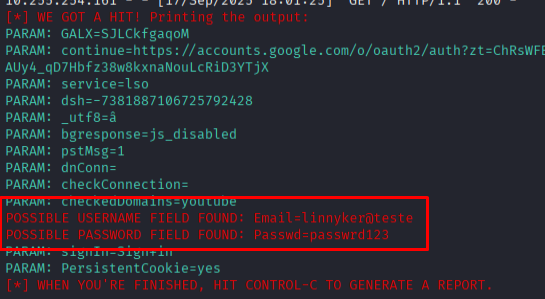 10.255.254.161 - - [17/Sep/2025 18:01:25] "GET / HTTP/1.1" 200 -
[*] WE GOT A HIT! Printing the output:
PARAM: GALX=SJLCkfgaqoM
PARAM: continue=https://accounts.google.com/o/oauth2/auth?zt=ChRsWFB
AUy4_qD7Hbfz38w8kxnaNouLcRiD3YTjX
PARAM: service=lso
PARAM: dsh=-7381887106725792428
PARAM: _utf8=â
PARAM: bgresponse=js_disabled
PARAM: pstMsg=1
PARAM: dnConn=
PARAM: checkConnection=
PARAM: checkedDomains=youtube
POSSIBLE USERNAME FIELD FOUND: Email=linnyker@teste
POSSIBLE PASSWORD FIELD FOUND: Passwd=passwrd123
PARAM: signIn=Sign+in
PARAM: PersistentCookie=yes
[*] WHEN YOU'RE FINISHED, HIT CONTROL-C TO GENERATE A REPORT.